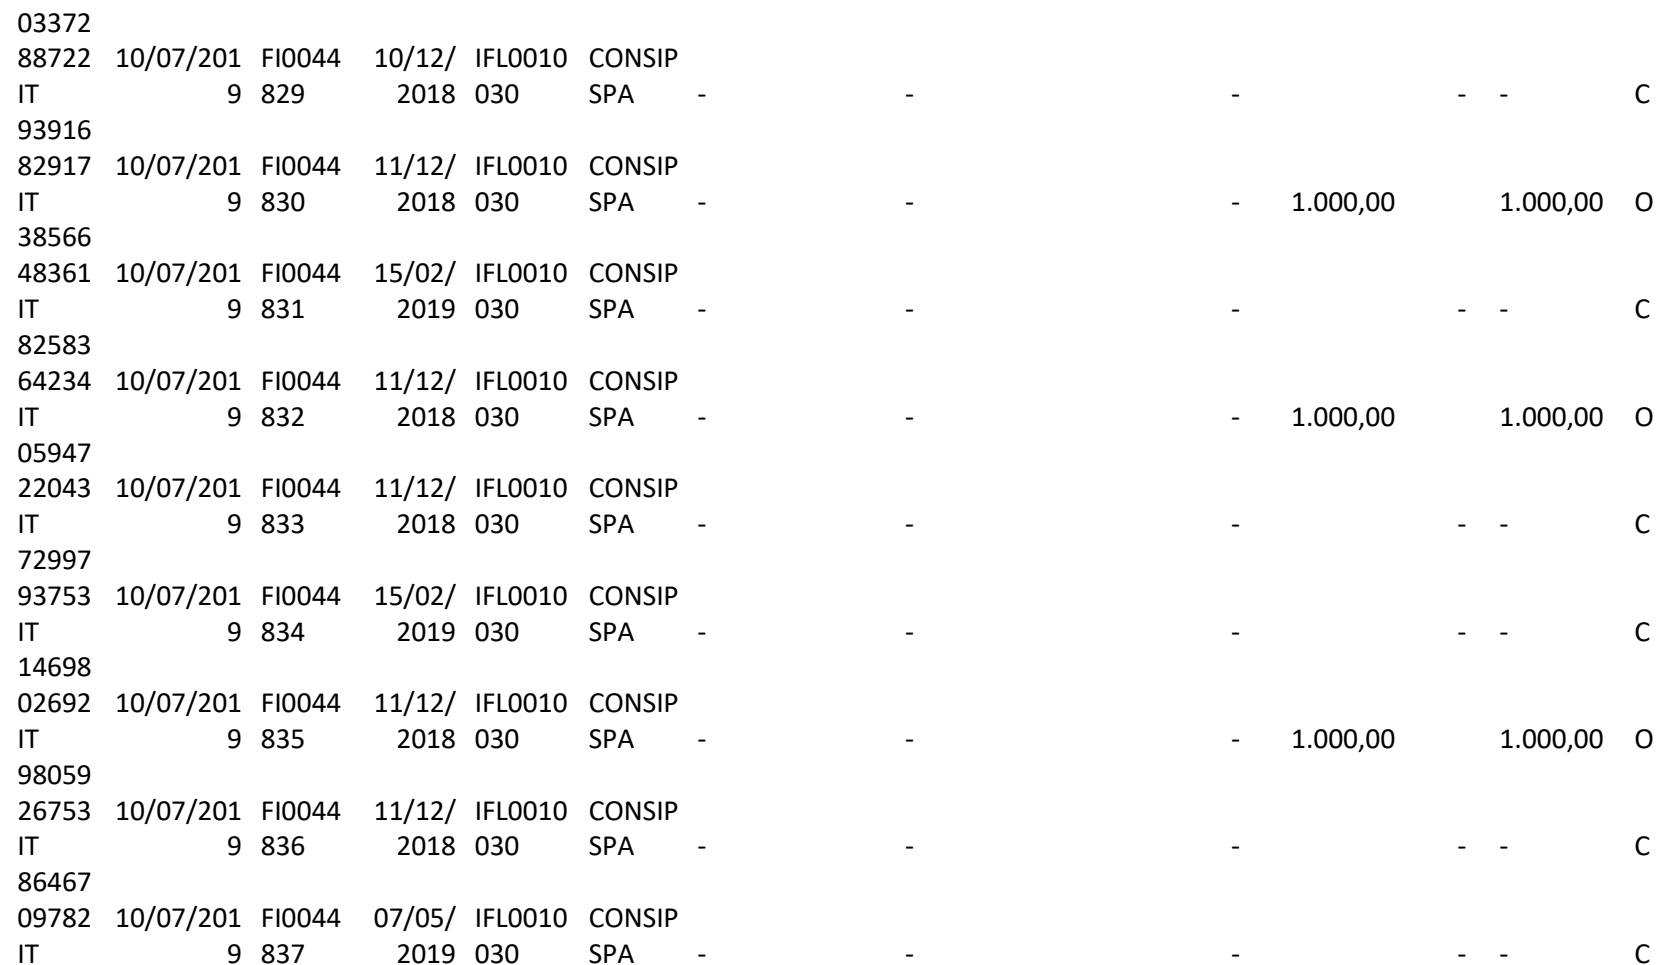 03372
88722 10/07/201 FI0044 10/12/ IFL0010 CONSIP
IT 9 829 2018 030 SPA - - - - - C
93916
82917 10/07/201 FI0044 11/12/ IFL0010 CONSIP
IT 9 830 2018 030 SPA - - - 1.000,00 1.000,00 O
38566
48361 10/07/201 FI0044 15/02/ IFL0010 CONSIP
IT 9 831 2019 030 SPA - - - - - C
82583
64234 10/07/201 FI0044 11/12/ IFL0010 CONSIP
IT 9 832 2018 030 SPA - - - 1.000,00 1.000,00 O
05947
22043 10/07/201 FI0044 11/12/ IFL0010 CONSIP
IT 9 833 2018 030 SPA - - - - - C
72997
93753 10/07/201 FI0044 15/02/ IFL0010 CONSIP
IT 9 834 2019 030 SPA - - - - - C
14698
02692 10/07/201 FI0044 11/12/ IFL0010 CONSIP
IT 9 835 2018 030 SPA - - - 1.000,00 1.000,00 O
98059
26753 10/07/201 FI0044 11/12/ IFL0010 CONSIP
IT 9 836 2018 030 SPA - - - - - C
86467
09782 10/07/201 FI0044 07/05/ IFL0010 CONSIP
IT 9 837 2019 030 SPA - - - - - C